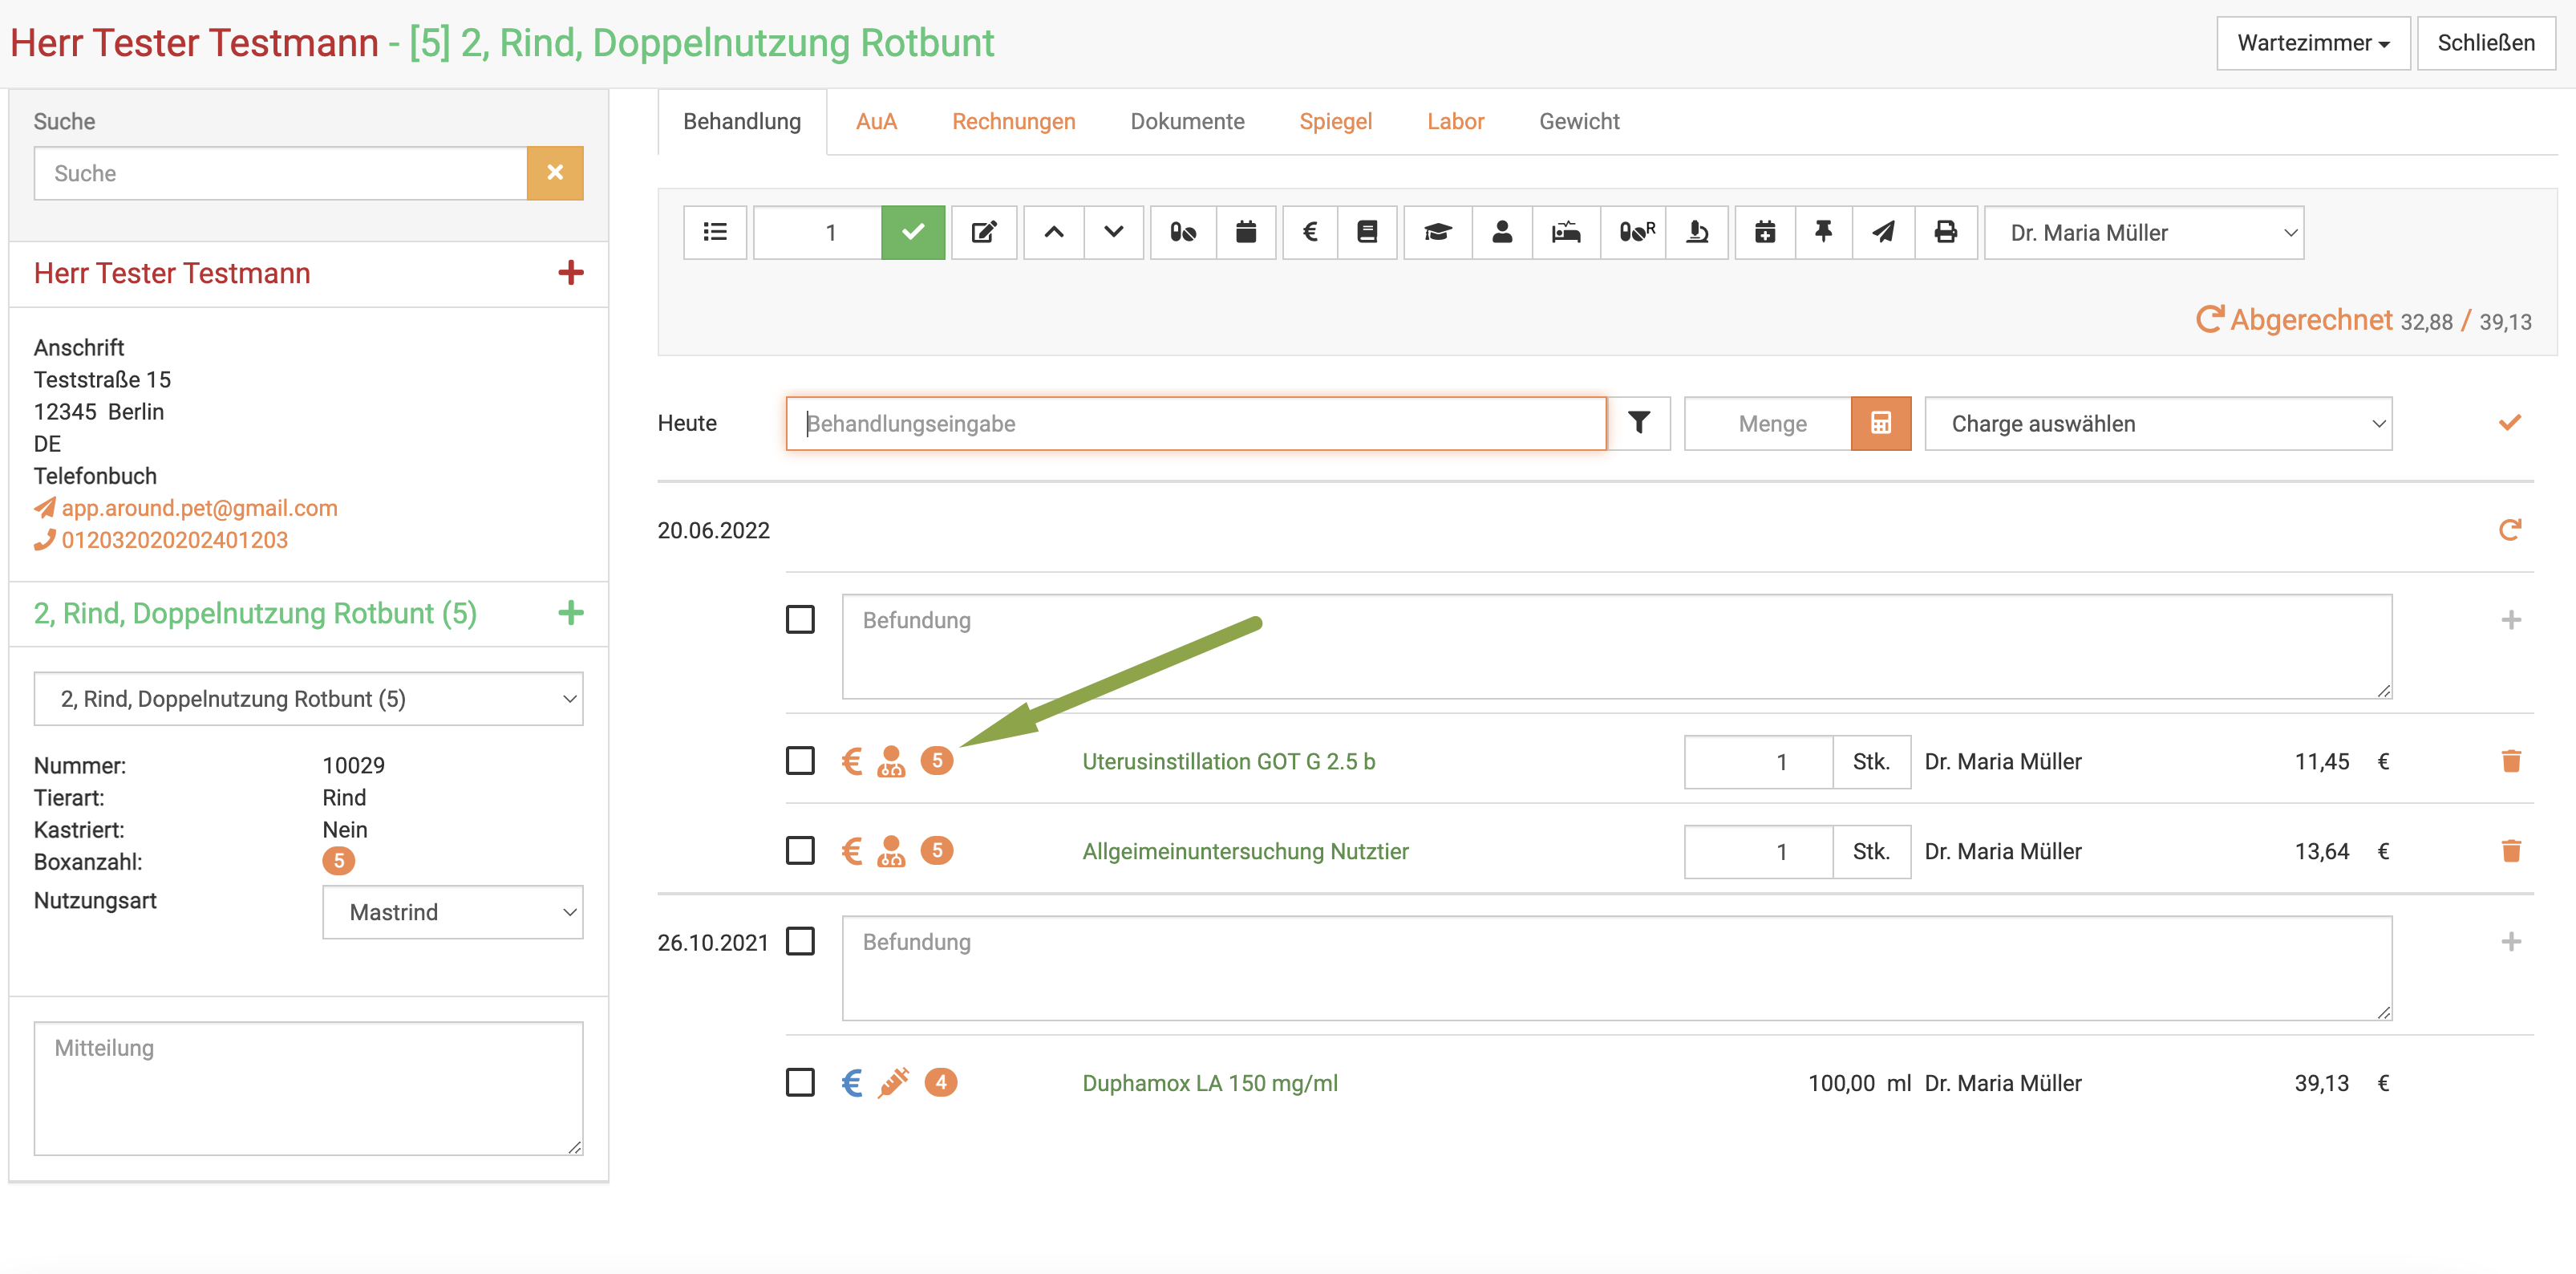 Herr Tester Testmann - [5] 2, Rind, Doppelnutzung Rotbunt
Wartezimmer
Schließen
Suche
Suche
Herr Tester Testmann
Anschrift
Teststraße 15
12345 Berlin
DE
Telefonbuch
app.around.pet@gmail.com
012032020202401203
2, Rind, Doppelnutzung Rotbunt (5)
2, Rind, Doppelnutzung Rotbunt (5)
Nummer: 10029
Tierart: Rind
Kastriert: Nein
Boxanzahl: 5
Nutzungsart Mastrind
Mitteilung
Behandlung AuA Rechnungen Dokumente Spiegel Labor Gewicht
1 € R Dr. Maria Müller
Abgerechnet 32,88 / 39,13
Heute Behandlungseingabe Menge Charge auswählen
20.06.2022
Befundung
€ 5 Uterusinstillation GOT G 2.5 b 1 Stk. Dr. Maria Müller 11,45 €
€ 5 Allgeimeinuntersuchung Nutztier 1 Stk. Dr. Maria Müller 13,64 €
26.10.2021 Befundung
€ 4 Duphamox LA 150 mg/ml 100,00 ml Dr. Maria Müller 39,13 €